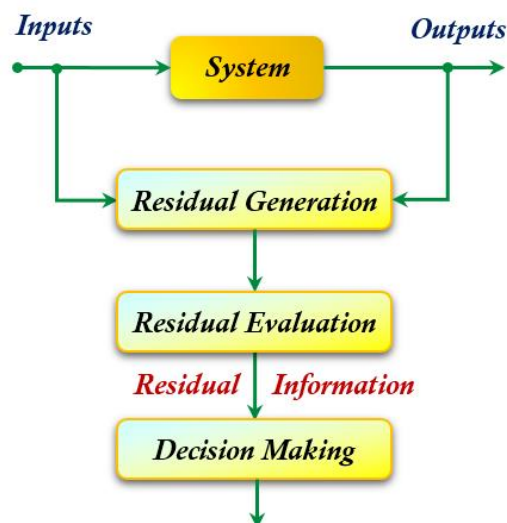 Inputs
Outputs
System
Residual Generation
Residual Evaluation
Residual Information
Decision Making